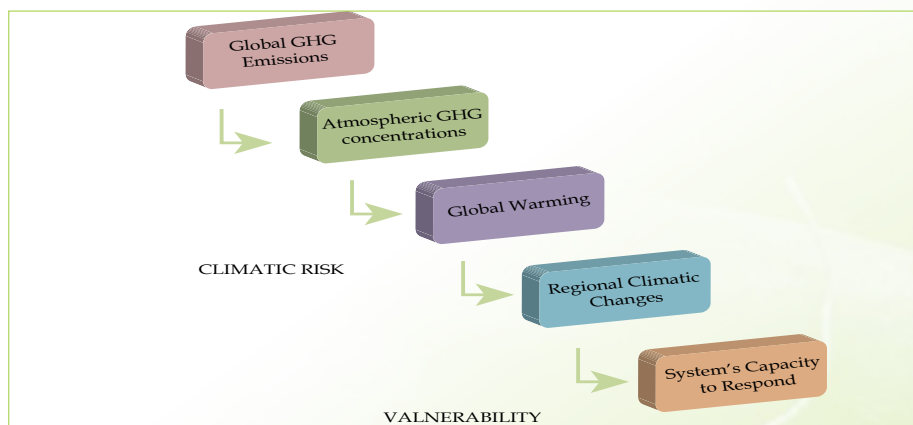 Global GHG
Emissions
Atmospheric GHG
concentrations
Global Warming
CLIMATIC RISK
Regional Climatic
Changes
System's Capacity
to Respond
VALNERABILITY